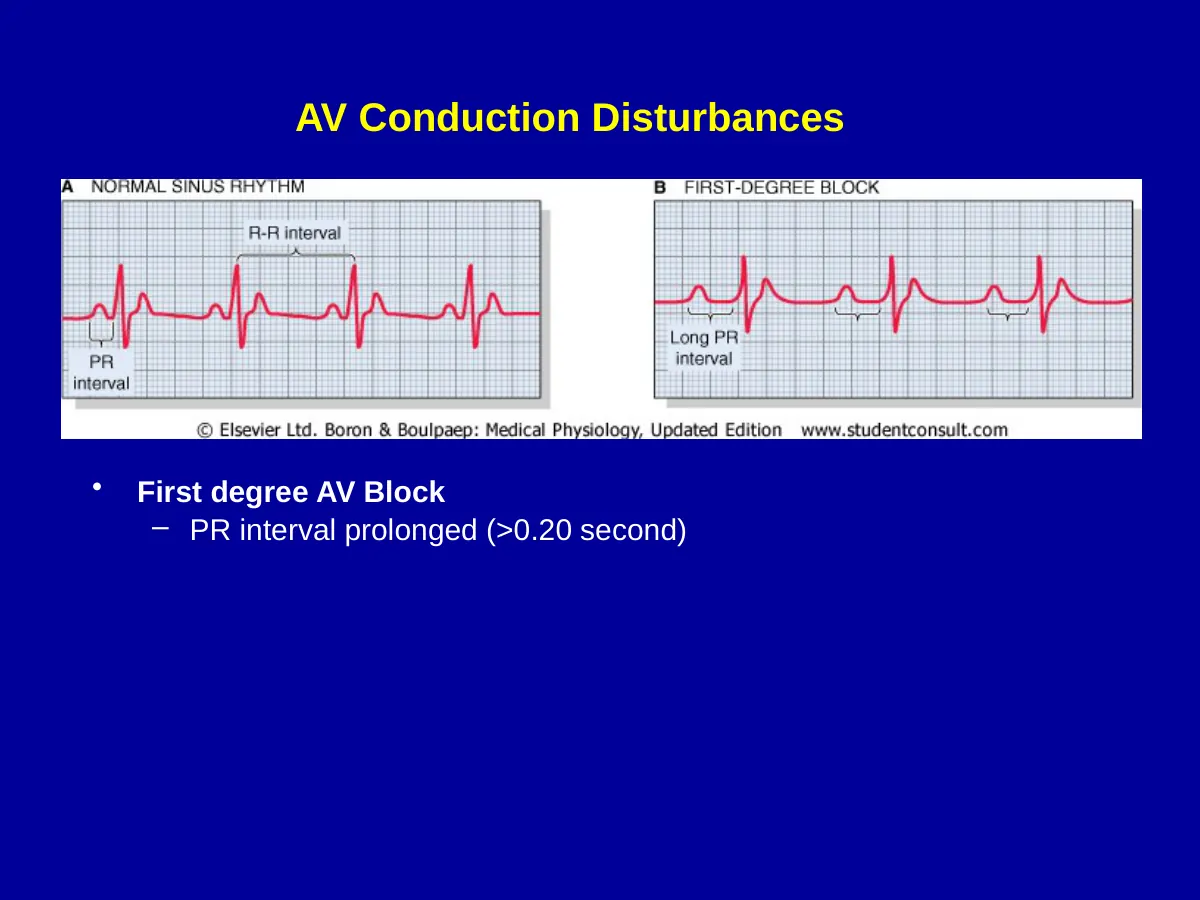 AV Conduction Disturbances
A NORMAL SINUS RHYTHM
B FIRST-DEGREE BLOCK
R-R interval
PR
interval
Long PR
interval
© Elsevier Ltd. Boron & Boulpaep: Medical Physiology, Updated Edition www.studentconsult.com
• First degree AV Block
– PR interval prolonged (>0.20 second)